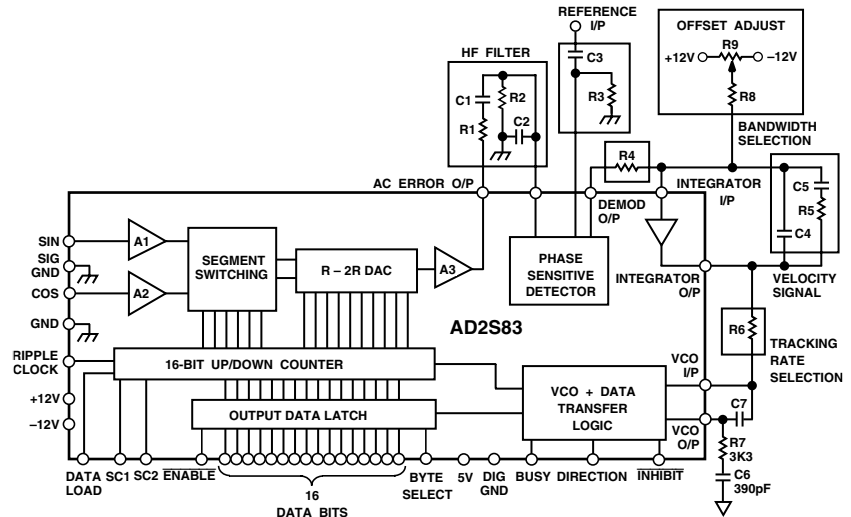 REFERENCE
I/P
OFFSET ADJUST
R9
+12V
–12V
R8
HF FILTER
C3
R3
C1
R2
C2
R1
BANDWIDTH
SELECTION
R4
AC ERROR O/P
DEMOD
O/P
INTEGRATOR
I/P
C5
R5
C4
SIN
A1
SIG
GND
COS
A2
GND
SEGMENT
SWITCHING
R – 2R DAC
A3
PHASE
SENSITIVE
DETECTOR
INTEGRATOR
O/P
VELOCITY
SIGNAL
AD2S83
R6
TRACKING
RATE
SELECTION
RIPPLE
CLOCK
16-BIT UP/DOWN COUNTER
+12V
–12V
OUTPUT DATA LATCH
VCO + DATA
TRANSFER
LOGIC
VCO
I/P
VCO
O/P
C7
R7
3K3
C6
390pF
DATA
LOAD
SC1
SC2
ENABLE
16
DATA BITS
BYTE
SELECT
5V
DIG
GND
BUSY
DIRECTION
INHIBIT